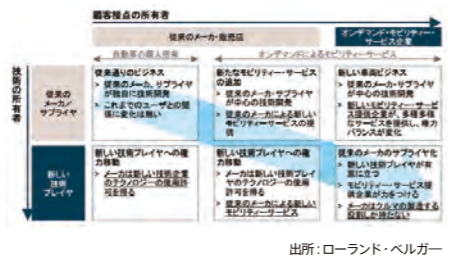 顧客接点の所有者
従来のメーカ・販売店
オンデマンド・モビリティー・
サービス企業
自動車の個人所有
オンデマンドによるモビリティー・サービス
技術の所有者
従来の
メーカ/
サプライヤ
従来通りのビジネス
> 従来のメーカ、サプライヤ
が独自に技術開発
> これまでのユーザとの関
係に変化は無い
新たなモビリティー・サービス
の追加
> 従来のメーカ・サプライヤ
が中心の技術開発
> 従来のメーカによる新しい
モビリティーサービスの提
供
新しい車両ビジネス
> 従来のメーカ・サプライヤ
が中心の技術開発
> 新しいモビリティー・サービ
ス提供企業が、多種多様
なサービスを提供し、権力
バランスが変化
新しい
技術
プレイヤ
新しい技術プレイヤへの権
力移動
> メーカは新しい技術企業
のテクノロジーの使用許
可を得る
新しい技術プレイヤへの権
力移動
> メーカは新しい技術プレイ
ヤのテクノロジーの使用
許可を得る
> 従来のメーカによる新しい
モビリティーサービス
従来のメーカのサプライヤ化
> 新しい技術プレイヤが有
意に立つ
> モビリティー・サービス提
供企業が力をつける
> メーカはクルマの製造する
役割しか持たない
出所：ローランド・ベルガー